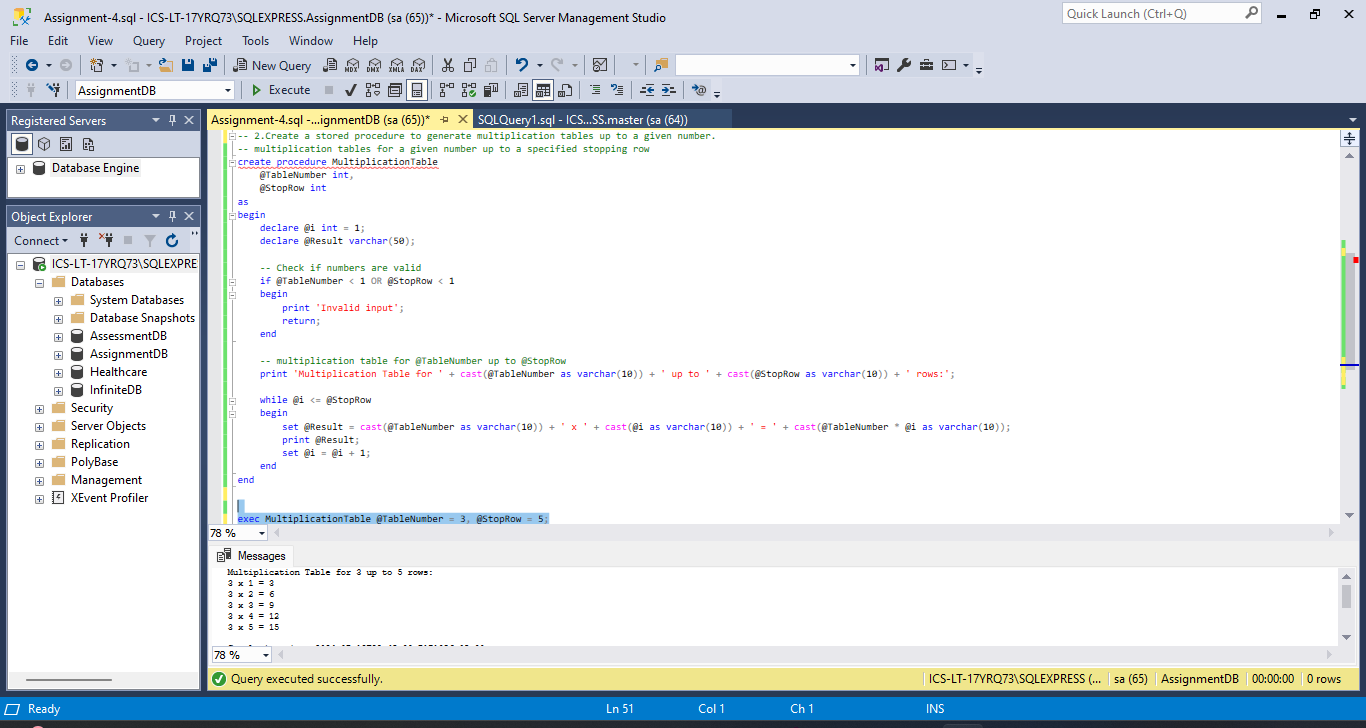 Assignment-4.sql - ICS-LT-17YRQ73\SQLEXPRESS.AssignmentDB (sa (65))* - Microsoft SQL Server Management Studio
Quick Launch (Ctrl+Q)
File Edit View Query Project Tools Window Help
New Query MDX DMX XMLA DAX
AssignmentDB Execute
Registered Servers
Database Engine
Object Explorer
Connect
ICS-LT-17YRQ73\SQLEXPRE
Databases
System Databases
Database Snapshots
AssessmentDB
AssignmentDB
Healthcare
InfiniteDB
Security
Server Objects
Replication
PolyBase
Management
XEvent Profiler
Assignment-4.sql -...ignmentDB (sa (65))* SQLQuery1.sql - ICS...SS.master (sa (64))
-- 2.Create a stored procedure to generate multiplication tables up to a given number.
-- multiplication tables for a given number up to a specified stopping row
create procedure MultiplicationTable
@TableNumber int,
@StopRow int
as
begin
declare @i int = 1;
declare @Result varchar(50);
-- Check if numbers are valid
if @TableNumber < 1 OR @StopRow < 1
begin
print 'Invalid input';
return;
end
-- multiplication table for @TableNumber up to @StopRow
print 'Multiplication Table for ' + cast(@TableNumber as varchar(10)) + ' up to ' + cast(@StopRow as varchar(10)) + ' rows:';
while @i <= @StopRow
begin
set @Result = cast(@TableNumber as varchar(10)) + ' x ' + cast(@i as varchar(10)) + ' = ' + cast(@TableNumber * @i as varchar(10));
print @Result;
set @i = @i + 1;
end
end
exec MultiplicationTable @TableNumber = 3, @StopRow = 5;
78 %
Messages
Multiplication Table for 3 up to 5 rows:
3 x 1 = 3
3 x 2 = 6
3 x 3 = 9
3 x 4 = 12
3 x 5 = 15
78 %
Query executed successfully. ICS-LT-17YRQ73\SQLEXPRESS (... sa (65) AssignmentDB 00:00:00 0 rows
Ready Ln 51 Col 1 Ch 1 INS